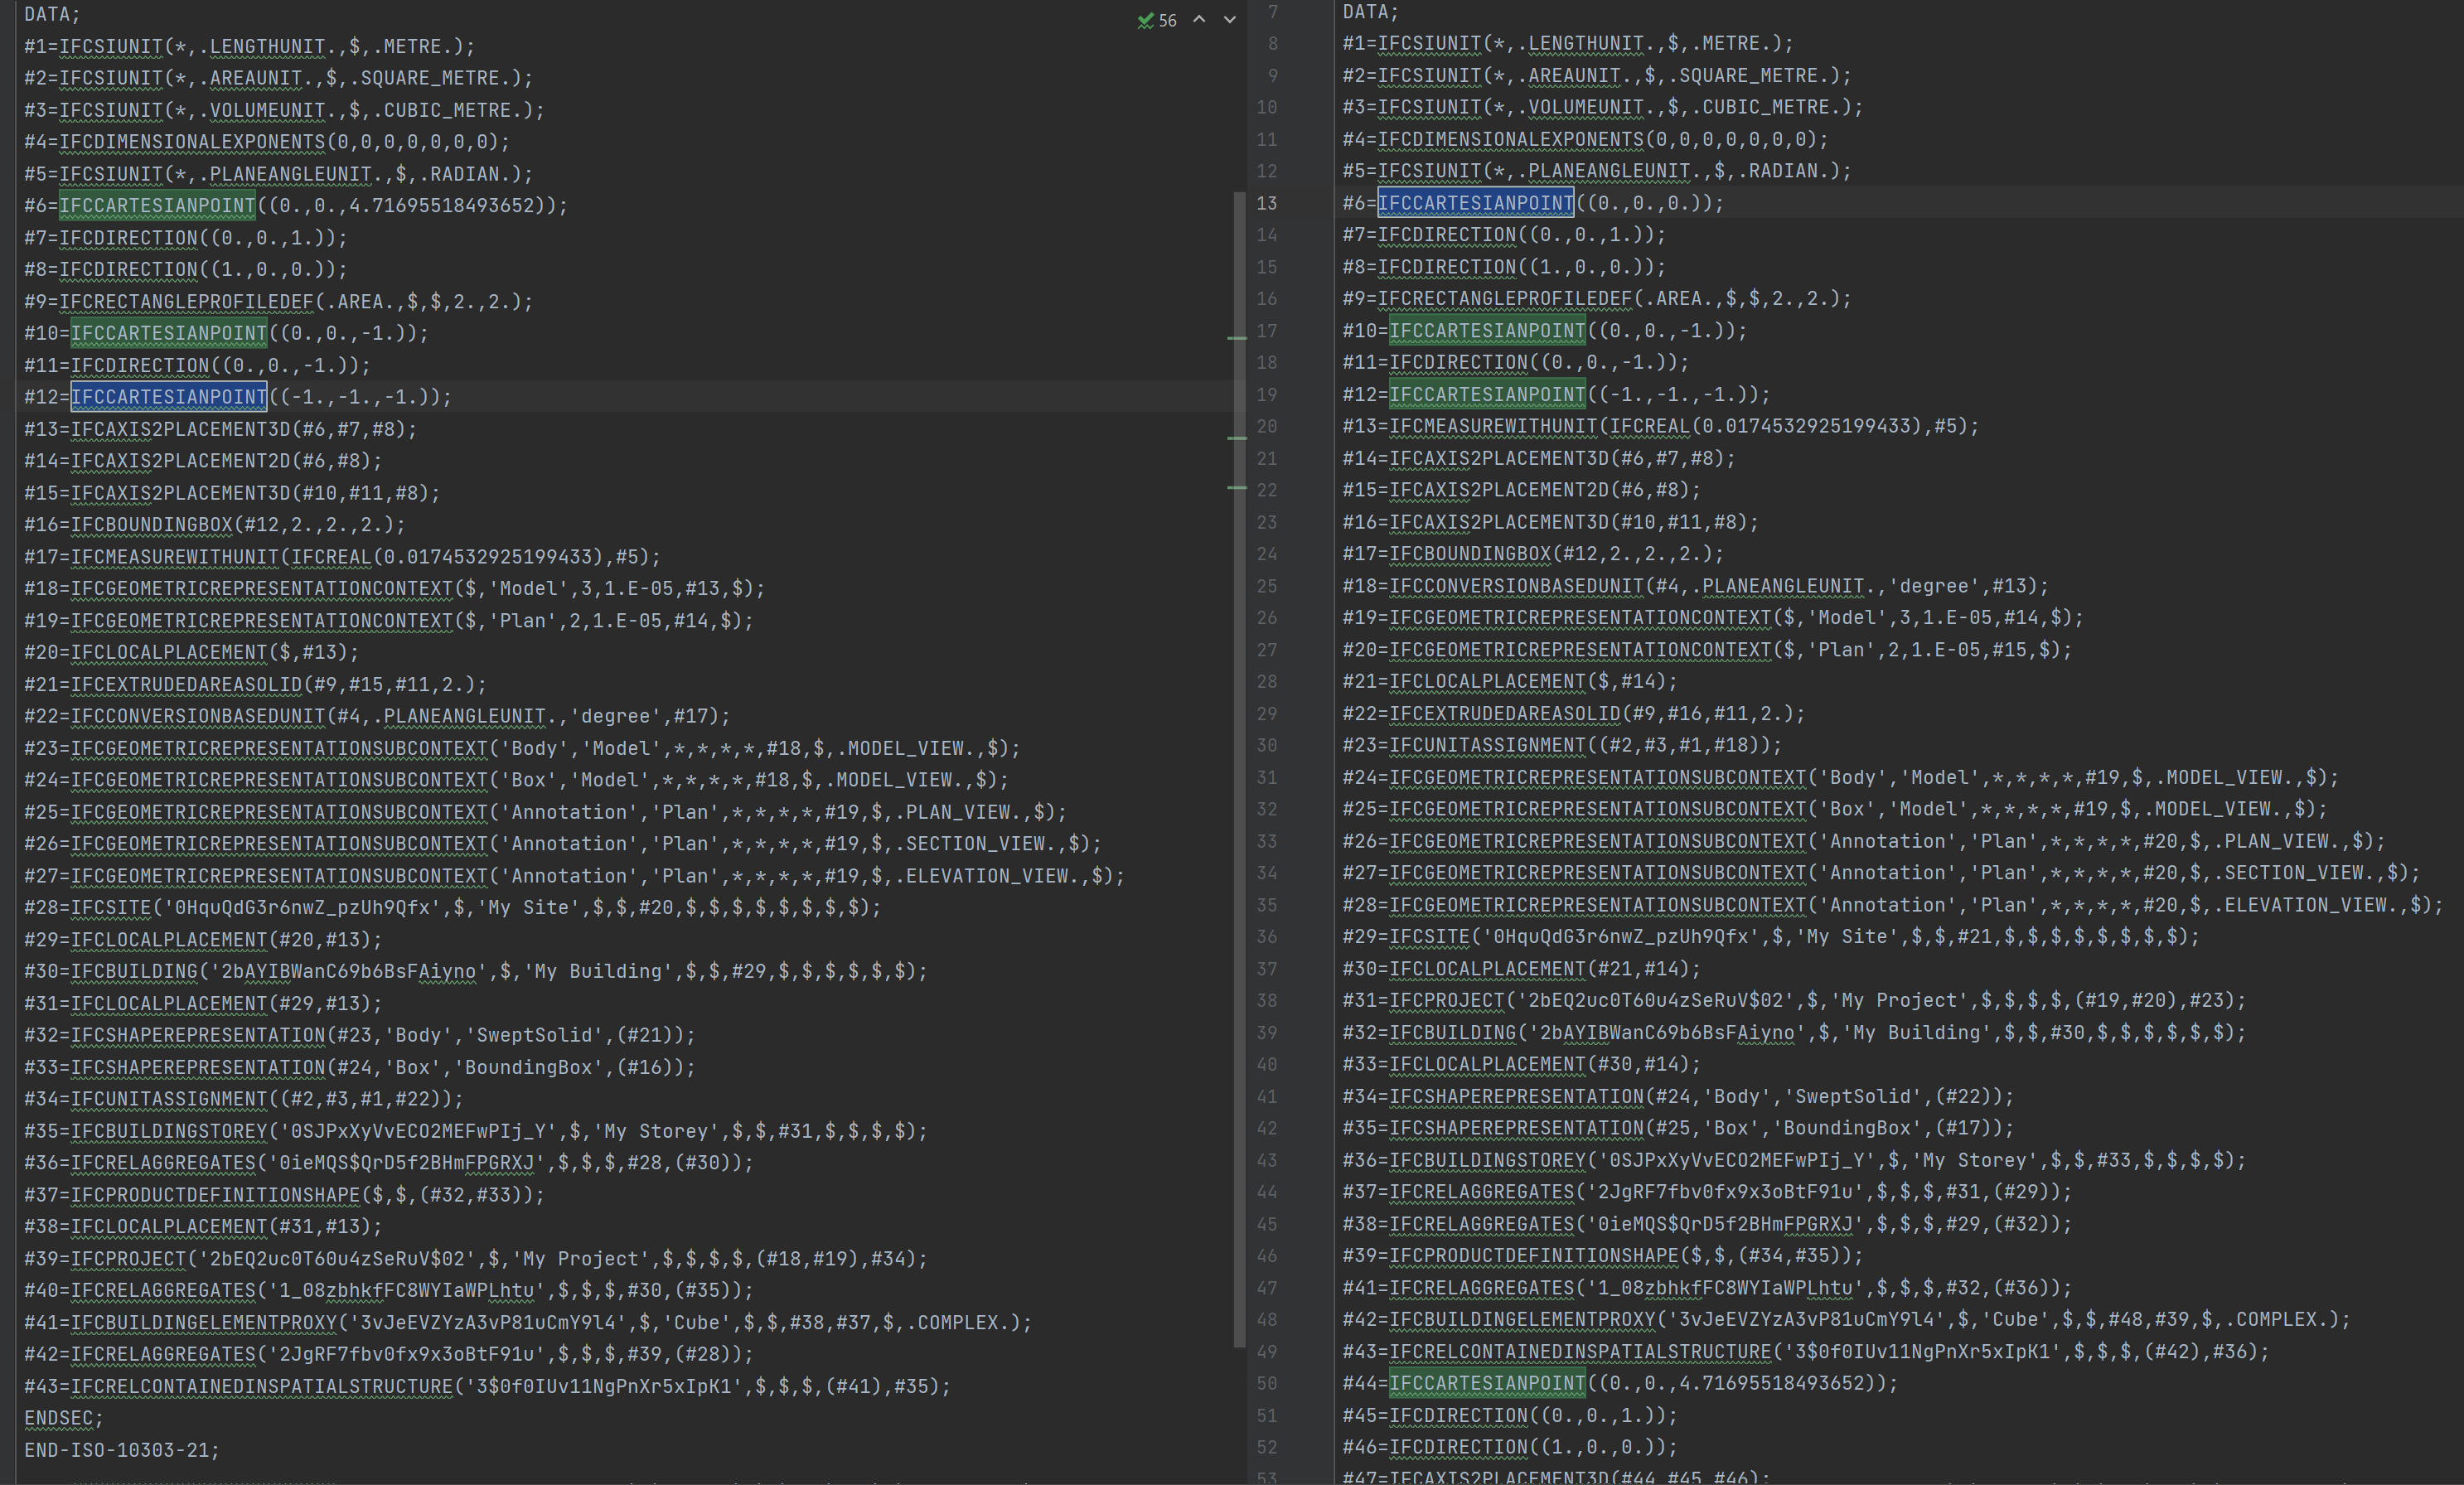 DATA;
#1=IFCSIUNIT(*,.LENGTHUNIT.,$,.METRE.);
#2=IFCSIUNIT(*,.AREAUNIT.,$,.SQUARE_METRE.);
#3=IFCSIUNIT(*,.VOLUMEUNIT.,$,.CUBIC_METRE.);
#4=IFCDIMENSIONALEXPONENTS(0,0,0,0,0,0,0);
#5=IFCSIUNIT(*,.PLANEANGLEUNIT.,$,.RADIAN.);
#6=IFCCARTESIANPOINT((0.,0.,4.71695518493652));
#7=IFCDIRECTION((0.,0.,1.));
#8=IFCDIRECTION((1.,0.,0.));
#9=IFCRECTANGLEPROFILEDEF(.AREA.,$,$,2.,2.);
#10=IFCCARTESIANPOINT((0.,0.,-1.));
#11=IFCDIRECTION((0.,0.,-1.));
#12=IFCCARTESIANPOINT((-1.,-1.,-1.));
#13=IFCAXIS2PLACEMENT3D(#6,#7,#8);
#14=IFCAXIS2PLACEMENT2D(#6,#8);
#15=IFCAXIS2PLACEMENT3D(#10,#11,#8);
#16=IFCBOUNDINGBOX(#12,2.,2.,2.);
#17=IFCMEASUREWITHUNIT(IFCREAL(0.0174532925199433),#5);
#18=IFCGEOMETRICREPRESENTATIONCONTEXT($,'Model',3,1.E-05,#13,$);
#19=IFCGEOMETRICREPRESENTATIONCONTEXT($,'Plan',2,1.E-05,#14,$);
#20=IFCLOCALPLACEMENT($,#13);
#21=IFCEXTRUDEDAREASOLID(#9,#15,#11,2.);
#22=IFCCONVERSIONBASEDUNIT(#4,.PLANEANGLEUNIT.,'degree',#17);
#23=IFCGEOMETRICREPRESENTATIONSUBCONTEXT('Body','Model',*,*,*,*,#18,$,.MODEL_VIEW.,$);
#24=IFCGEOMETRICREPRESENTATIONSUBCONTEXT('Box','Model',*,*,*,*,#18,$,.MODEL_VIEW.,$);
#25=IFCGEOMETRICREPRESENTATIONSUBCONTEXT('Annotation','Plan',*,*,*,*,#19,$,.PLAN_VIEW.,$);
#26=IFCGEOMETRICREPRESENTATIONSUBCONTEXT('Annotation','Plan',*,*,*,*,#19,$,.SECTION_VIEW.,$);
#27=IFCGEOMETRICREPRESENTATIONSUBCONTEXT('Annotation','Plan',*,*,*,*,#19,$,.ELEVATION_VIEW.,$);
#28=IFCSITE('0HquQdG3r6nwZ_pzUh9Qfx',$,'My Site',$,$,#20,$,$,$,$,$,$,$,$);
#29=IFCLOCALPLACEMENT(#20,#13);
#30=IFCBUILDING('2bAYIBWanC69b6BsFAiyno',$,'My Building',$,$,#29,$,$,$,$,$,$);
#31=IFCLOCALPLACEMENT(#29,#13);
#32=IFCSHAPEREPRESENTATION(#23,'Body','SweptSolid',(#21));
#33=IFCSHAPEREPRESENTATION(#24,'Box','BoundingBox',(#16));
#34=IFCUNITASSIGNMENT((#2,#3,#1,#22));
#35=IFCBUILDINGSTOREY('0SJPxXyVvECO2MEFwPIj_Y',$,'My Storey',$,$,#31,$,$,$,$);
#36=IFCRELAGGREGATES('0ieMQS$QrD5f2BHmFPGRXJ',$,$,$,#28,(#30));
#37=IFCPRODUCTDEFINITIONSHAPE($,$,(#32,#33));
#38=IFCLOCALPLACEMENT(#31,#13);
#39=IFCPROJECT('2bEQ2uc0T60u4zSeRuV$02',$,'My Project',$,$,$,$,(#18,#19),#34);
#40=IFCRELAGGREGATES('1_08zbhkfFC8WYIaWPLhtu',$,$,$,#30,(#35));
#41=IFCBUILDINGELEMENTPROXY('3vJeEVZYzA3vP81uCmY9l4',$,'Cube',$,$,#38,#37,$,.COMPLEX.);
#42=IFCRELAGGREGATES('2JgRF7fbv0fx9x3oBtF91u',$,$,$,#39,(#28));
#43=IFCRELCONTAINEDINSPATIALSTRUCTURE('3$0f0IUv11NgPnXr5xIpK1',$,$,$,(#41),#35);
ENDSEC;
END-ISO-10303-21;
56
7 DATA;
8 #1=IFCSIUNIT(*,.LENGTHUNIT.,$,.METRE.);
9 #2=IFCSIUNIT(*,.AREAUNIT.,$,.SQUARE_METRE.);
10 #3=IFCSIUNIT(*,.VOLUMEUNIT.,$,.CUBIC_METRE.);
11 #4=IFCDIMENSIONALEXPONENTS(0,0,0,0,0,0,0);
12 #5=IFCSIUNIT(*,.PLANEANGLEUNIT.,$,.RADIAN.);
13 #6=IFCCARTESIANPOINT((0.,0.,0.));
14 #7=IFCDIRECTION((0.,0.,1.));
15 #8=IFCDIRECTION((1.,0.,0.));
16 #9=IFCRECTANGLEPROFILEDEF(.AREA.,$,$,2.,2.);
17 #10=IFCCARTESIANPOINT((0.,0.,-1.));
18 #11=IFCDIRECTION((0.,0.,-1.));
19 #12=IFCCARTESIANPOINT((-1.,-1.,-1.));
20 #13=IFCMEASUREWITHUNIT(IFCREAL(0.0174532925199433),#5);
21 #14=IFCAXIS2PLACEMENT3D(#6,#7,#8);
22 #15=IFCAXIS2PLACEMENT2D(#6,#8);
23 #16=IFCAXIS2PLACEMENT3D(#10,#11,#8);
24 #17=IFCBOUNDINGBOX(#12,2.,2.,2.);
25 #18=IFCCONVERSIONBASEDUNIT(#4,.PLANEANGLEUNIT.,'degree',#13);
26 #19=IFCGEOMETRICREPRESENTATIONCONTEXT($,'Model',3,1.E-05,#14,$);
27 #20=IFCGEOMETRICREPRESENTATIONCONTEXT($,'Plan',2,1.E-05,#15,$);
28 #21=IFCLOCALPLACEMENT($,#14);
29 #22=IFCEXTRUDEDAREASOLID(#9,#16,#11,2.);
30 #23=IFCUNITASSIGNMENT((#2,#3,#1,#18));
31 #24=IFCGEOMETRICREPRESENTATIONSUBCONTEXT('Body','Model',*,*,*,*,#19,$,.MODEL_VIEW.,$);
32 #25=IFCGEOMETRICREPRESENTATIONSUBCONTEXT('Box','Model',*,*,*,*,#19,$,.MODEL_VIEW.,$);
33 #26=IFCGEOMETRICREPRESENTATIONSUBCONTEXT('Annotation','Plan',*,*,*,*,#20,$,.PLAN_VIEW.,$);
34 #27=IFCGEOMETRICREPRESENTATIONSUBCONTEXT('Annotation','Plan',*,*,*,*,#20,$,.SECTION_VIEW.,$);
35 #28=IFCGEOMETRICREPRESENTATIONSUBCONTEXT('Annotation','Plan',*,*,*,*,#20,$,.ELEVATION_VIEW.,$);
36 #29=IFCSITE('0HquQdG3r6nwZ_pzUh9Qfx',$,'My Site',$,$,#21,$,$,$,$,$,$,$,$);
37 #30=IFCLOCALPLACEMENT(#21,#14);
38 #31=IFCPROJECT('2bEQ2uc0T60u4zSeRuV$02',$,'My Project',$,$,$,$,(#19,#20),#23);
39 #32=IFCBUILDING('2bAYIBWanC69b6BsFAiyno',$,'My Building',$,$,#30,$,$,$,$,$,$);
40 #33=IFCLOCALPLACEMENT(#30,#14);
41 #34=IFCSHAPEREPRESENTATION(#24,'Body','SweptSolid',(#22));
42 #35=IFCSHAPEREPRESENTATION(#25,'Box','BoundingBox',(#17));
43 #36=IFCBUILDINGSTOREY('0SJPxXyVvECO2MEFwPIj_Y',$,'My Storey',$,$,#33,$,$,$,$);
44 #37=IFCRELAGGREGATES('2JgRF7fbv0fx9x3oBtF91u',$,$,$,#31,(#29));
45 #38=IFCRELAGGREGATES('0ieMQS$QrD5f2BHmFPGRXJ',$,$,$,#29,(#32));
46 #39=IFCPRODUCTDEFINITIONSHAPE($,$,(#34,#35));
47 #41=IFCRELAGGREGATES('1_08zbhkfFC8WYIaWPLhtu',$,$,$,#32,(#36));
48 #42=IFCBUILDINGELEMENTPROXY('3vJeEVZYzA3vP81uCmY9l4',$,'Cube',$,$,#48,#39,$,.COMPLEX.);
49 #43=IFCRELCONTAINEDINSPATIALSTRUCTURE('3$0f0IUv11NgPnXr5xIpK1',$,$,$,(#42),#36);
50 #44=IFCCARTESIANPOINT((0.,0.,4.71695518493652));
51 #45=IFCDIRECTION((0.,0.,1.));
52 #46=IFCDIRECTION((1.,0.,0.));
53 #47=IFCAXIS2PLACEMENT3D(#44,#45,#46);